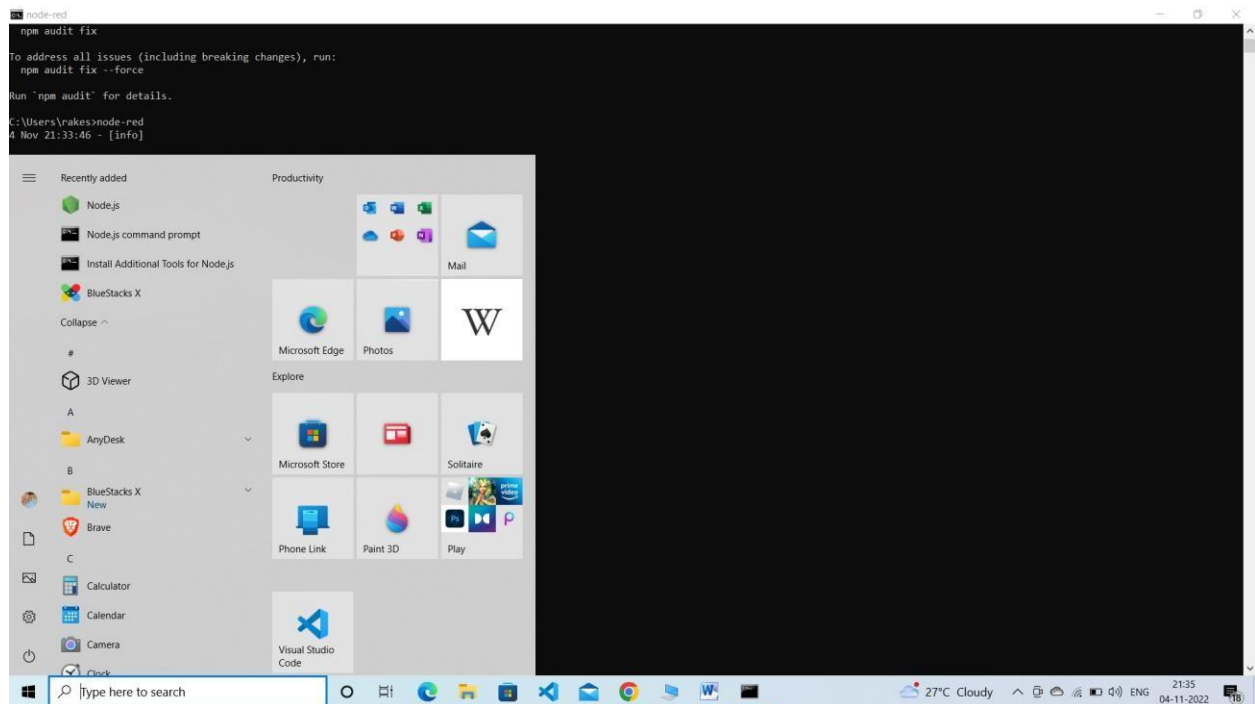 node-red
npm audit fix
To address all issues (including breaking changes), run:
npm audit fix --force
Run `npm audit` for details.
C:\Users\rakes>node-red
4 Nov 21:33:46 - [info]
Recently added
Node.js
Node.js command prompt
Install Additional Tools for Node.js
BlueStacks X
Collapse
#
3D Viewer
A
AnyDesk
B
BlueStacks X
New
Brave
C
Calculator
Calendar
Camera
Clock
Productivity
Mail
Microsoft Edge
Photos
W
Explore
Microsoft Store
Solitaire
prime video
Ps
Phone Link
Paint 3D
Play
Visual Studio
Code
Type here to search
W
27°C Cloudy
ENG
21:35
04-11-2022
18